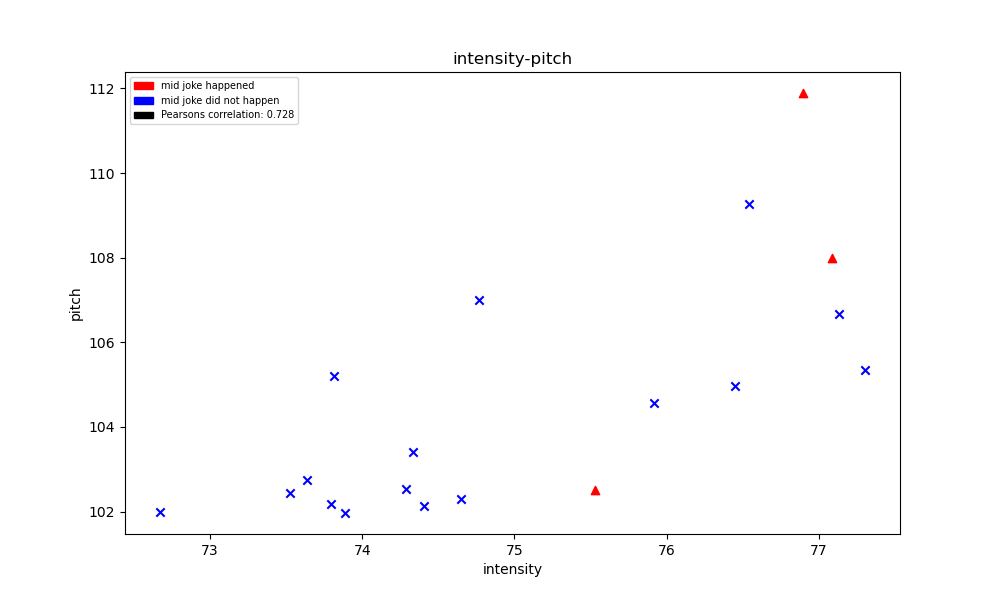 intensity-pitch
mid joke happened
mid joke did not happen
Pearsons correlation: 0.728
112
110
108
106
104
102
pitch
73 74 75 76 77
intensity